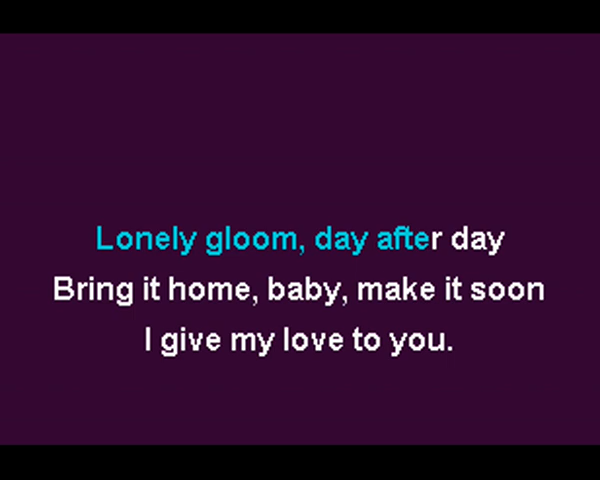 Lonely gloom, day after day
Bring it home, baby, make it soon
I give my love to you.